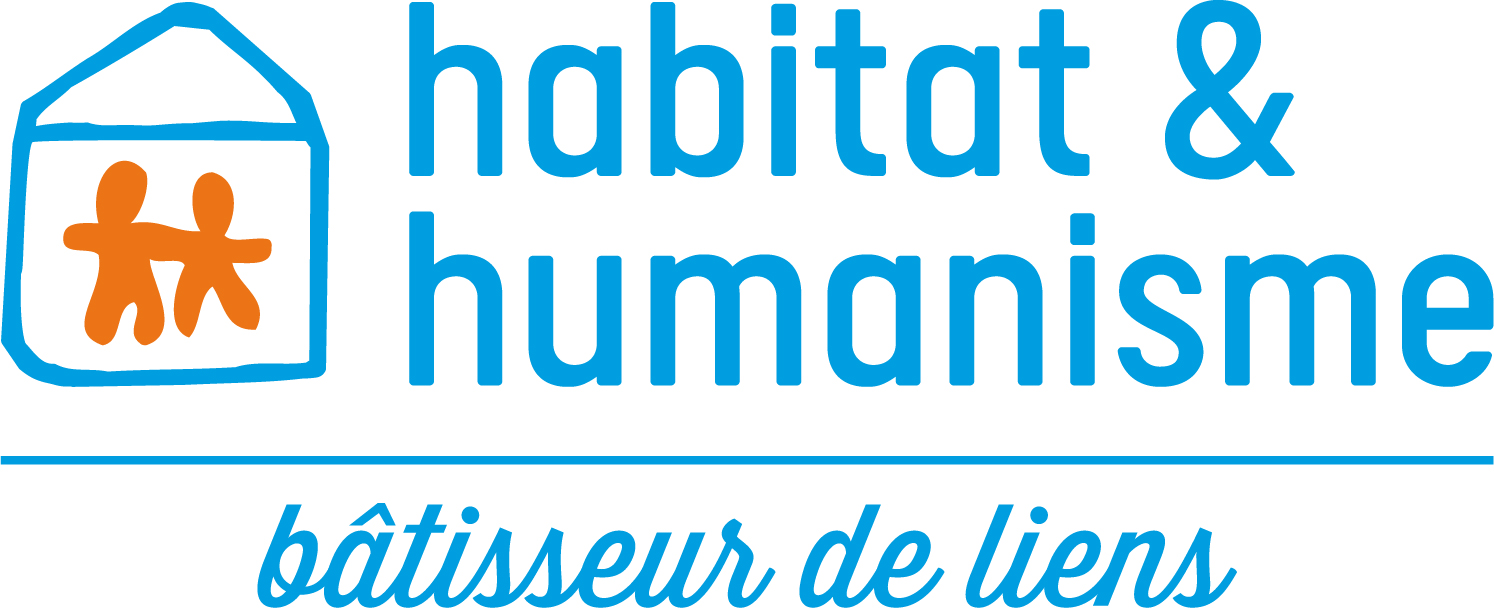 habitat &
humanisme
bâtisseur de liens